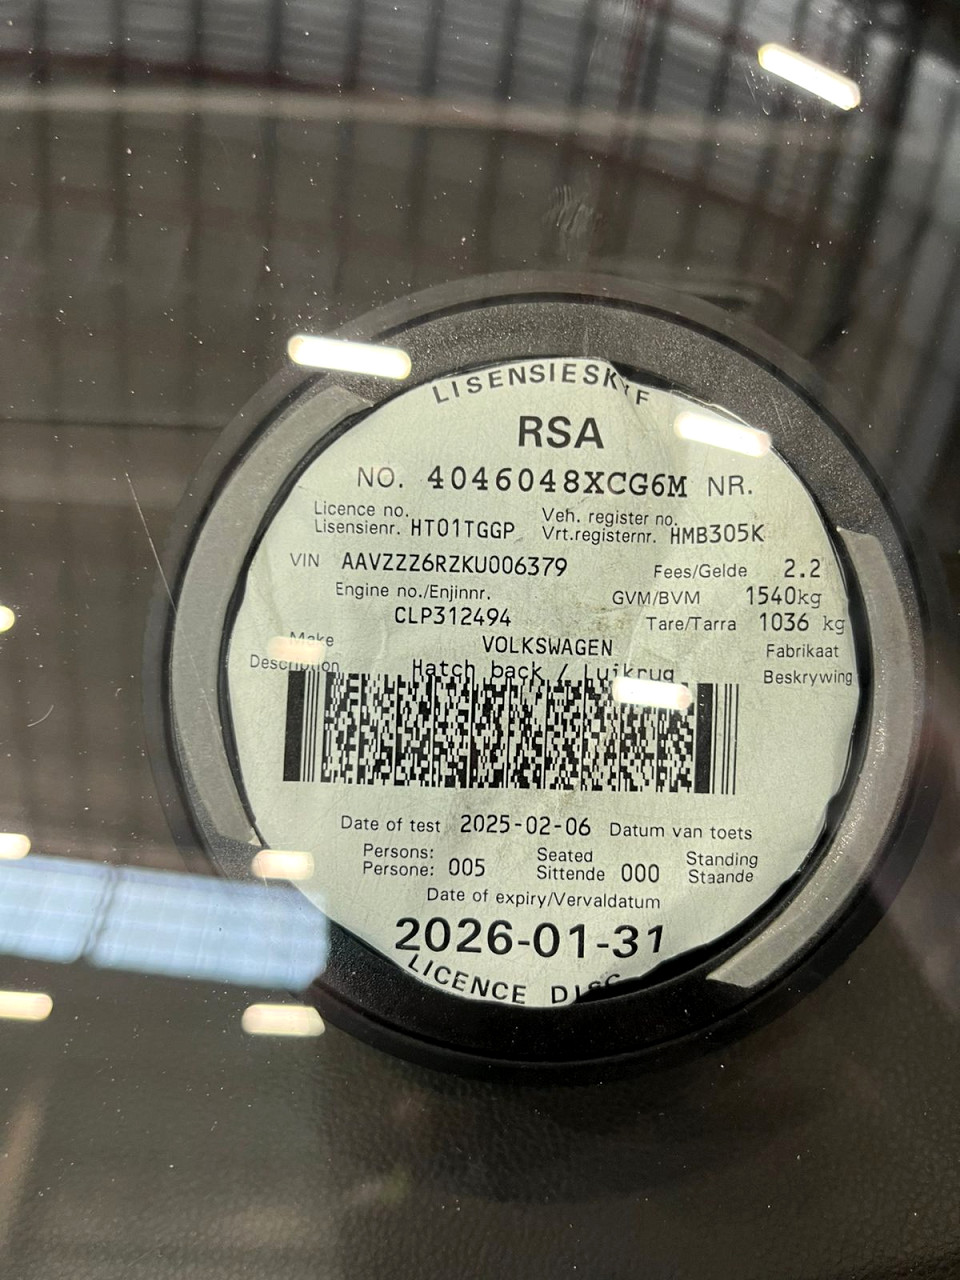 LISENSIESKYF
RSA
NO. 4046048XCG6M NR.
Licence no. Veh. register no.
Lisensienr. HT01TGGP Vrt.registernr. HMB305K
VIN AAVZZZ6RZKU006379 Fees/Gelde 2.2
Engine no./Enjinnr. GVM/BVM 1540kg
CLP312494 Tare/Tarra 1036 kg
Make VOLKSWAGEN Fabrikaat
Description Hatch back / Luikrug Beskrywing
Date of test 2025-02-06 Datum van toets
Persons: Seated Standing
Persone: 005 Sittende 000 Staande
Date of expiry/Vervaldatum
2026-01-31
LICENCE DISC